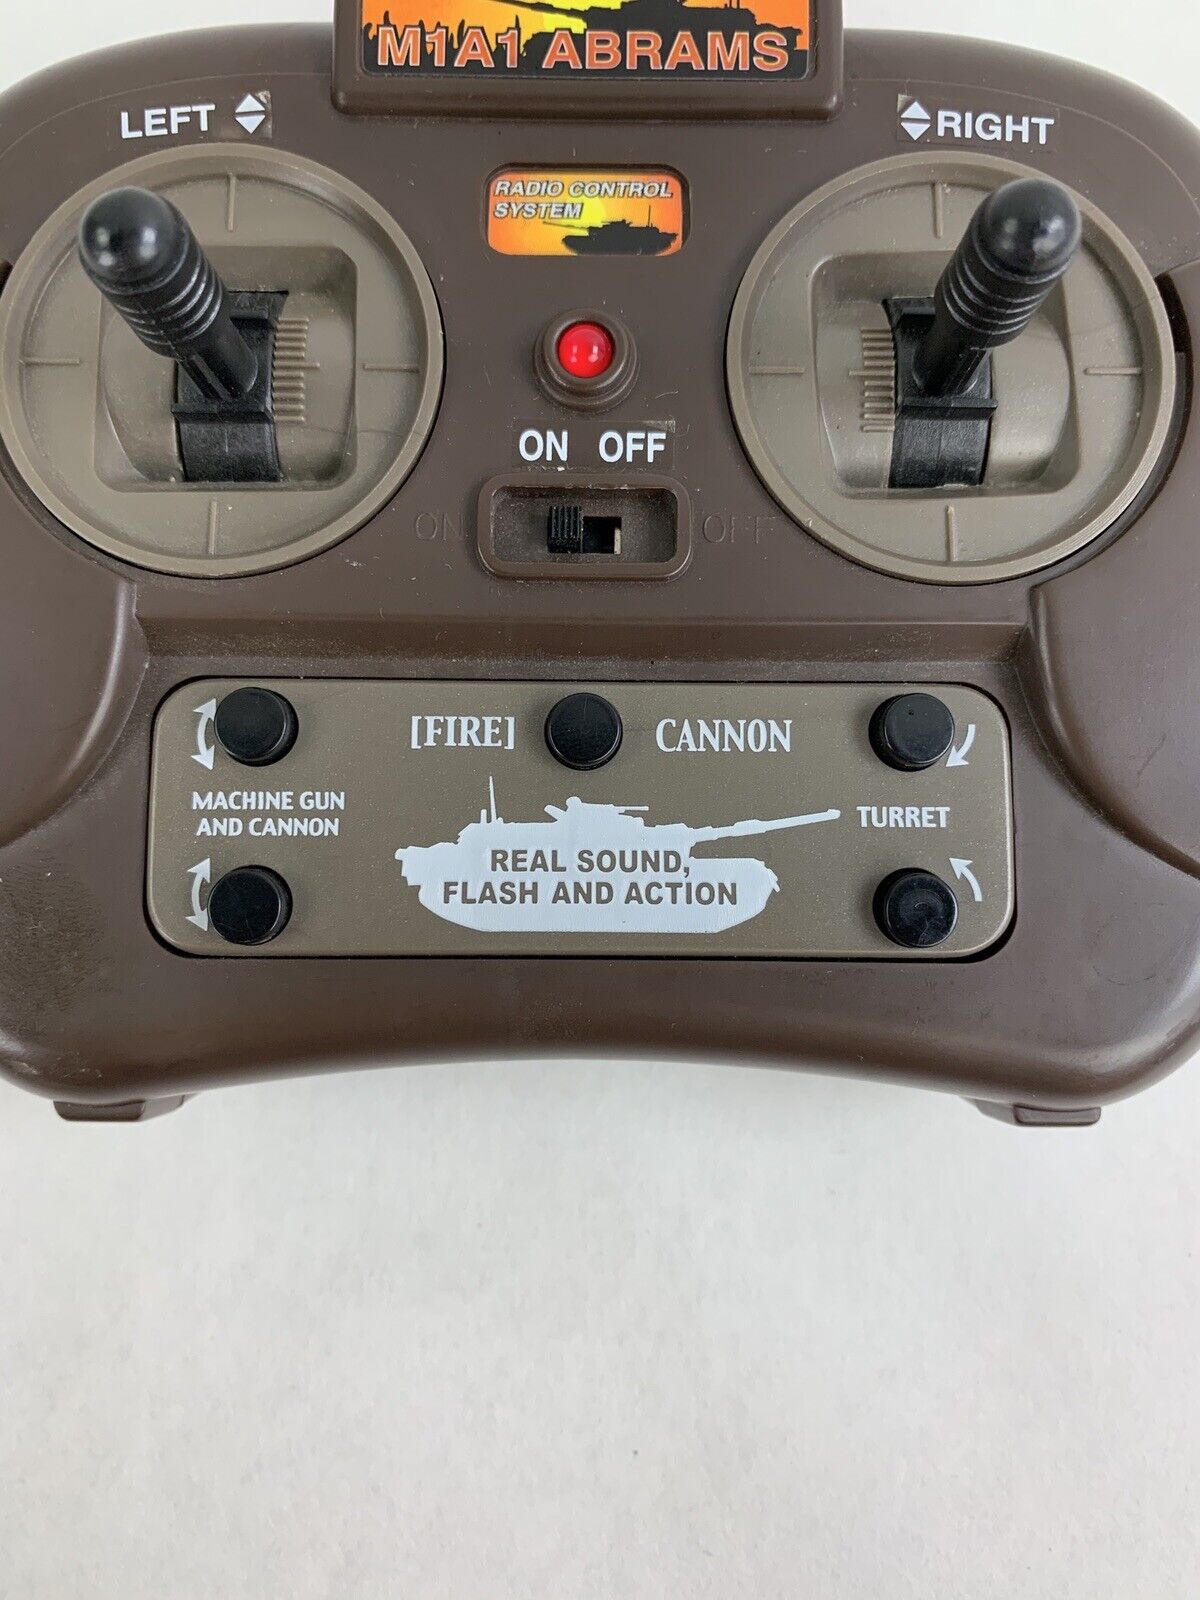 M1A1 ABRAMS
LEFT
RIGHT
RADIO CONTROL
SYSTEM
ON OFF
ON OFF
[FIRE] CANNON
MACHINE GUN
AND CANNON
TURRET
REAL SOUND,
FLASH AND ACTION